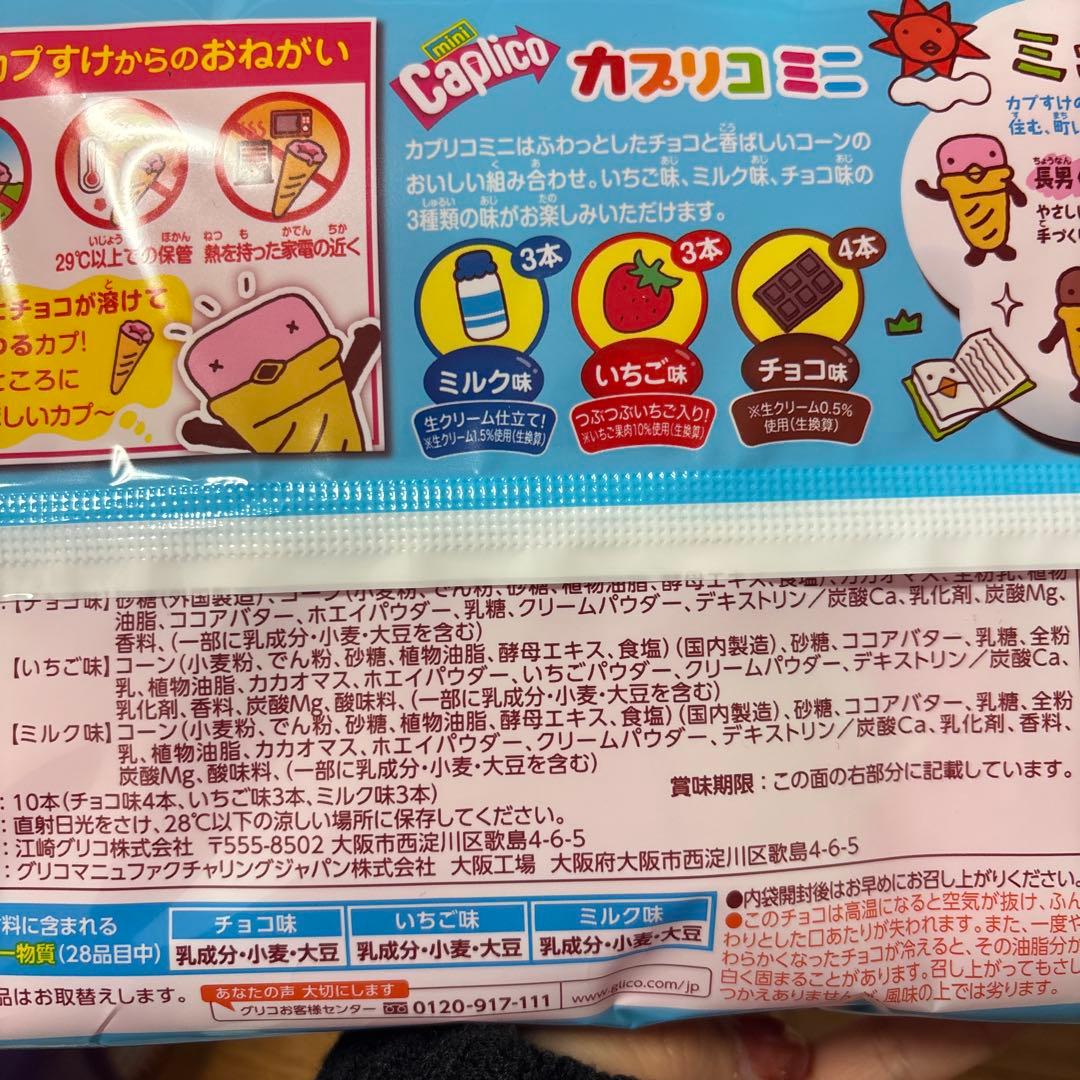 カプすけからのおねがい
29℃以上での保管
熱を持った家電の近く
チョコが溶けて
わるカプ!
ところに
ほしいカプ～
mini
Caplico
カプリコミニ
カプリコミニはふわっとしたチョコと香ばしいコーンの
おいしい組み合わせ。いちご味、ミルク味、チョコ味の
3種類の味がお楽しみいただけます。
3本
ミルク味
生クリーム仕立て!
※生クリーム1.5%使用(生換算)
3本
いちご味
つぶつぶいちご入り!
※いちご果肉10%使用(生換算)
4本
チョコ味
※生クリーム0.5%
使用(生換算)
ミ
カプすけの
住む、町
長男
やさし
手づくり
【チョコ味】砂糖(外国製造)、コーン(小麦粉、でん粉、砂糖、植物油脂、酵母エキス、食塩)、カカオマス、全粉乳、植物
油脂、ココアバター、ホエイパウダー、乳糖、クリームパウダー、デキストリン／炭酸Ca、乳化剤、炭酸Mg、
香料、(一部に乳成分・小麦・大豆を含む)
【いちご味】コーン(小麦粉、でん粉、砂糖、植物油脂、酵母エキス、食塩)(国内製造)、砂糖、ココアバター、乳糖、全粉
乳、植物油脂、カカオマス、ホエイパウダー、いちごパウダー、クリームパウダー、デキストリン／炭酸Ca、
乳化剤、香料、炭酸Mg、酸味料、(一部に乳成分・小麦・大豆を含む)
【ミルク味】コーン(小麦粉、でん粉、砂糖、植物油脂、酵母エキス、食塩)(国内製造)、砂糖、ココアバター、乳糖、全粉
乳、植物油脂、カカオマス、ホエイパウダー、クリームパウダー、デキストリン／炭酸Ca、乳化剤、香料、
炭酸Mg、酸味料、(一部に乳成分・小麦・大豆を含む)
:10本(チョコ味4本、いちご味3本、ミルク味3本)
賞味期限:この面の右部分に記載しています。
:直射日光をさけ、28℃以下の涼しい場所に保存してください。
:江崎グリコ株式会社 〒555-8502 大阪市西淀川区歌島4-6-5
:グリコマニュファクチャリングジャパン株式会社 大阪工場 大阪府大阪市西淀川区歌島4-6-5
料に含まれる
ー物質(28品目中)
チョコ味
いちご味
ミルク味
乳成分・小麦・大豆
乳成分・小麦・大豆
乳成分・小麦・大豆
●内袋開封後はお早めにお召し上がりください。
●このチョコは高温になると空気が抜け、ふん
わりとした口あたりが失われます。また、一度や
わらかくなったチョコが冷えると、その油脂分が
白く固まることがあります。召し上がってもさし
つかえありませんが、風味の上では劣ります。
品はお取替えします。
あなたの声 大切にします
グリコお客様センター 0120-917-111
www.glico.com/jp